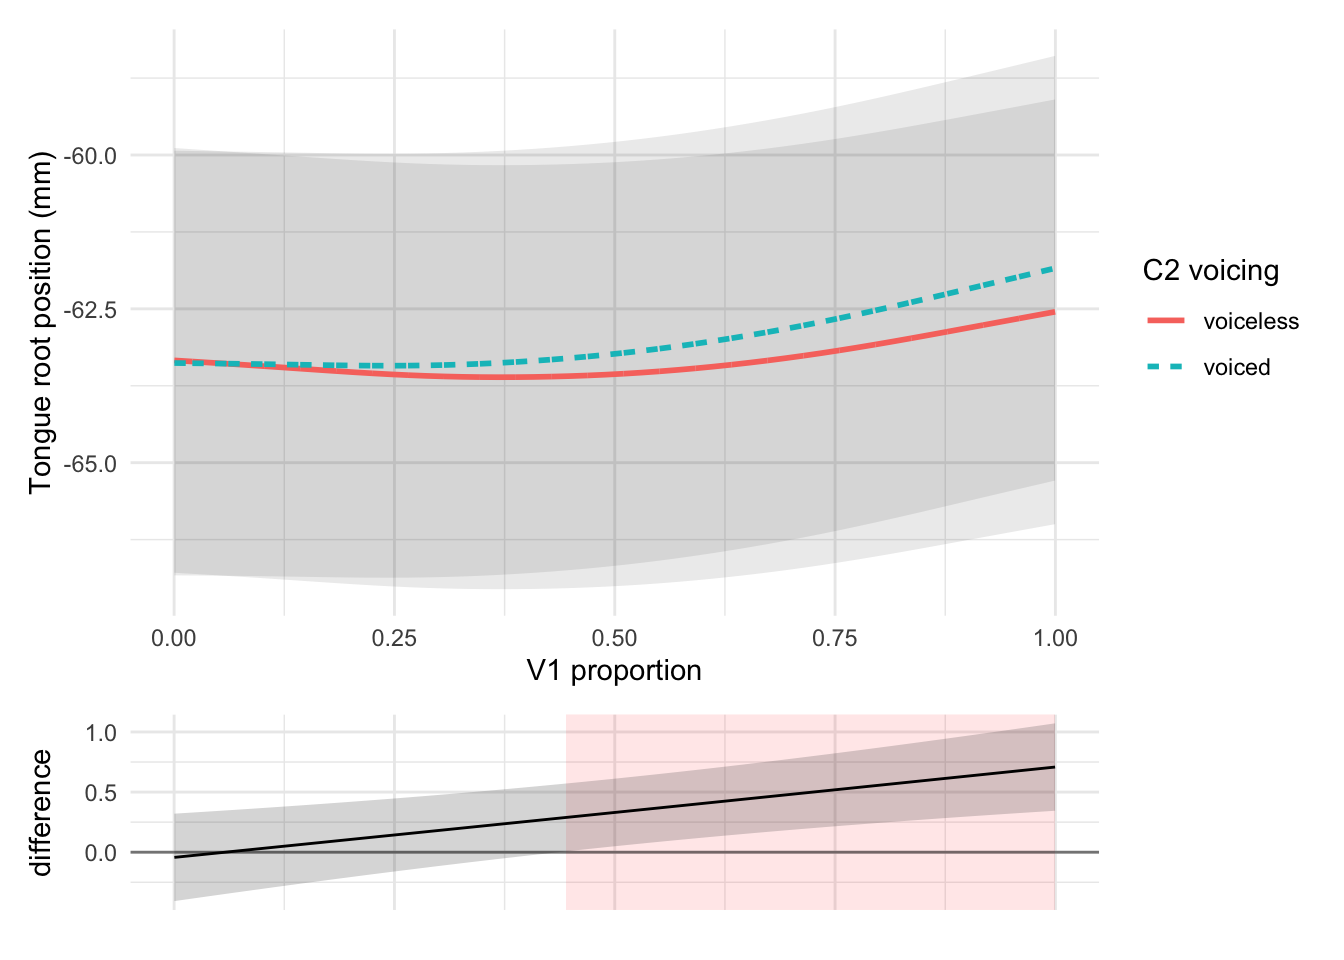 Tongue root position (mm)
-60.0
-62.5
-65.0
0.00 0.25 0.50 0.75 1.00
V1 proportion
C2 voicing
voiceless
voiced
difference
1.0
0.5
0.0